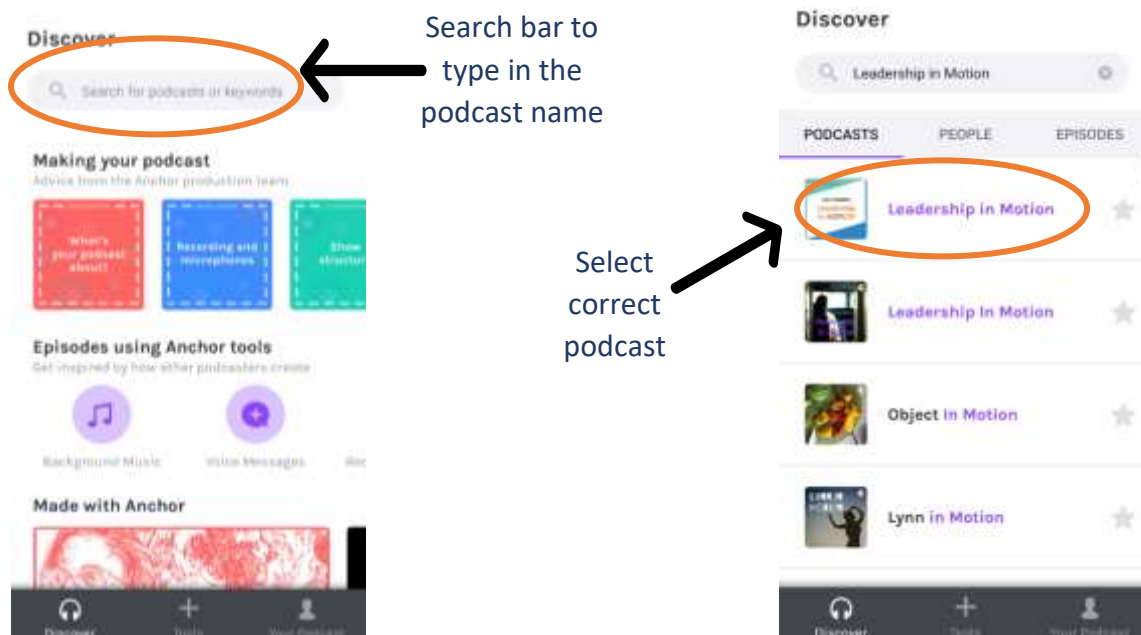 Discover
Search for podcasts or keywords
Making your podcast
Advice from the Anchor production team
What's
your podcast
about?
Recording and
microphones
Show
structur
Episodes using Anchor tools
Get inspired by how other podcasters create
Background Music
Voice Messages
Rec
Made with Anchor
Discover
Tools
Your Podcast
Search bar to
type in the
podcast name
Select
correct
podcast
Discover
Leadership in Motion
PODCASTS
PEOPLE
EPISODES
Leadership in Motion
Leadership In Motion
Object In Motion
Lynn in Motion
Discover
Tools
Your Podcast